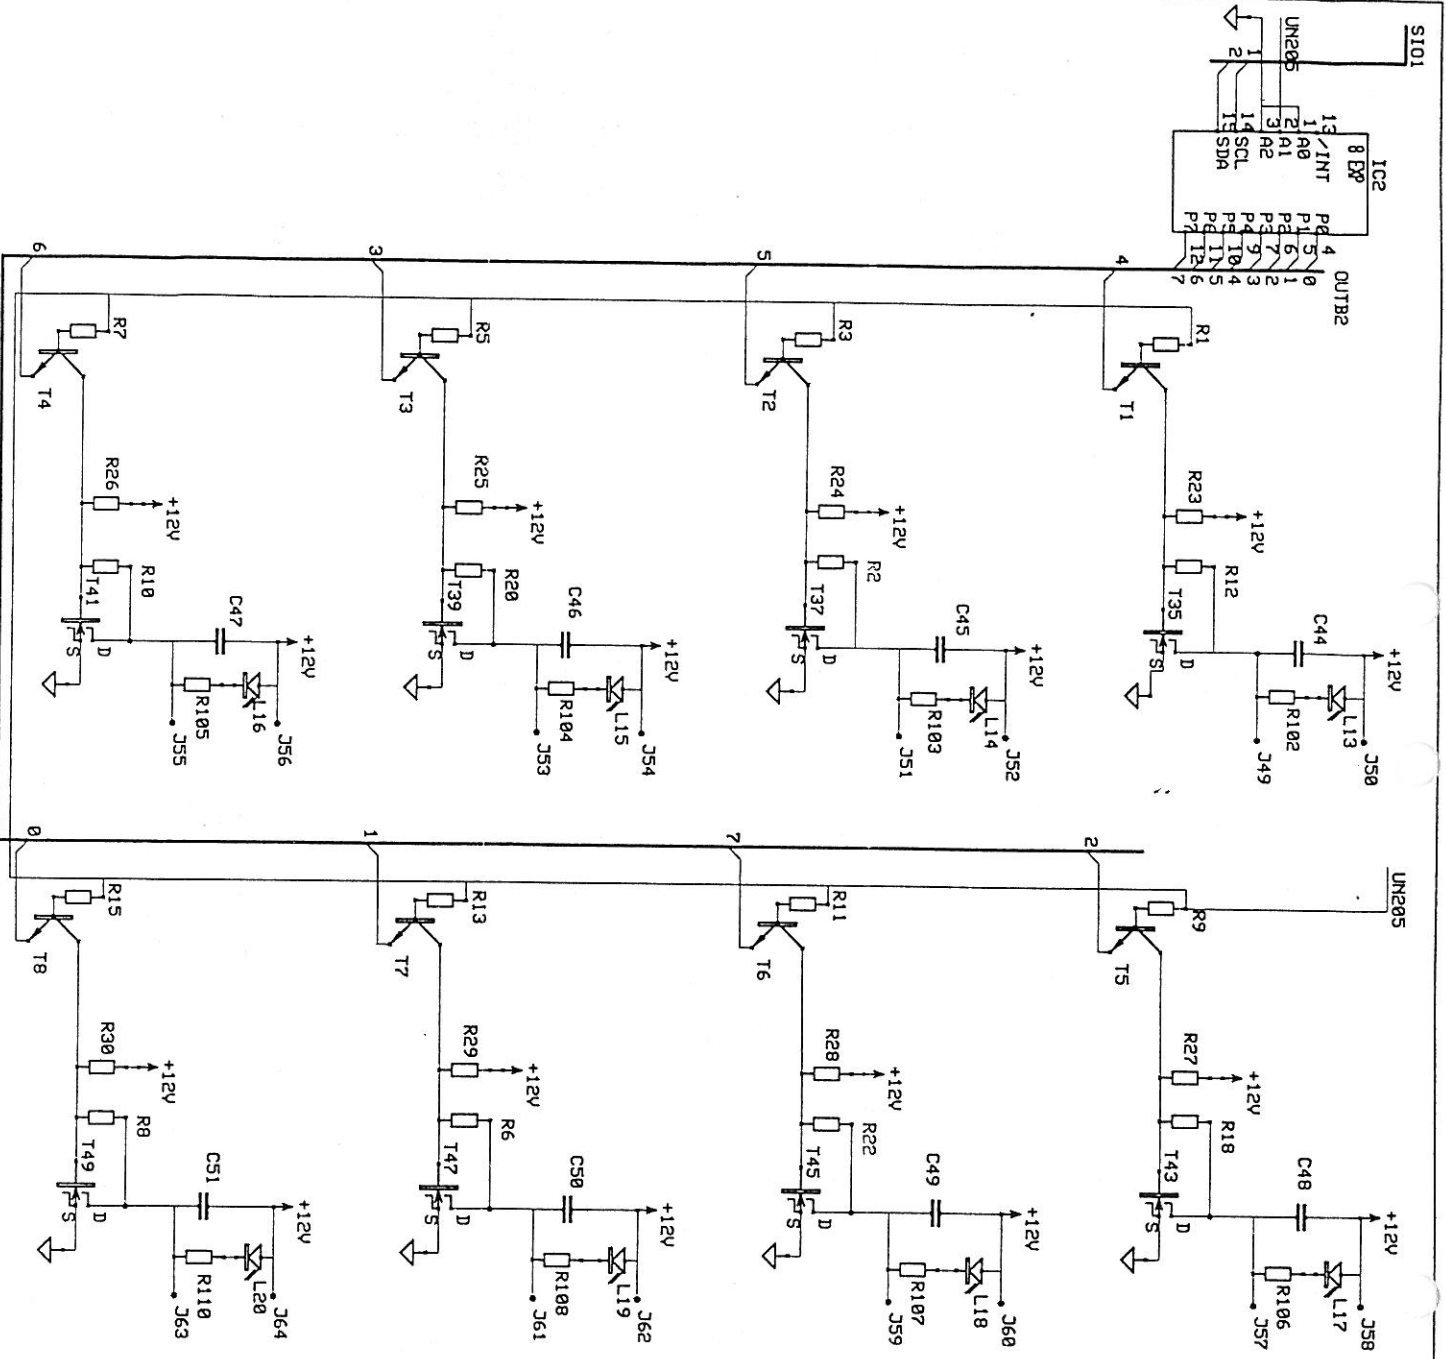 SIO1
UN205
1
2
IC2
8 EXP
13 /INT
1
2 A0
3 A1
A2
14 SCL
15 SDA
P0 4 0
P1 5 1
P2 6 2
P3 7 3
P4 9 4
P5 10 5
P6 11 6
P7 12 7
OUTB2
4
R1
T1
R23
+12V
R12
T35
S
D
C44
+12V
R102
L13
J49
J50
5
R3
T2
R24
+12V
R2
T37
S
D
C45
+12V
R103
L14
J51
J52
3
R5
T3
R25
+12V
R20
T39
S
D
C46
+12V
R104
L15
J53
J54
6
R7
T4
R26
+12V
R10
T41
S
D
C47
+12V
R105
L16
J55
J56
UN205
2
R9
T5
R27
+12V
R18
T43
S
D
C48
+12V
R106
L17
J57
J58
7
R11
T6
R28
+12V
R22
T45
S
D
C49
+12V
R107
L18
J59
J60
1
R13
T7
R29
+12V
R6
T47
S
D
C50
+12V
R108
L19
J61
J62
0
R15
T8
R30
+12V
R8
T49
S
D
C51
+12V
R110
L20
J63
J64